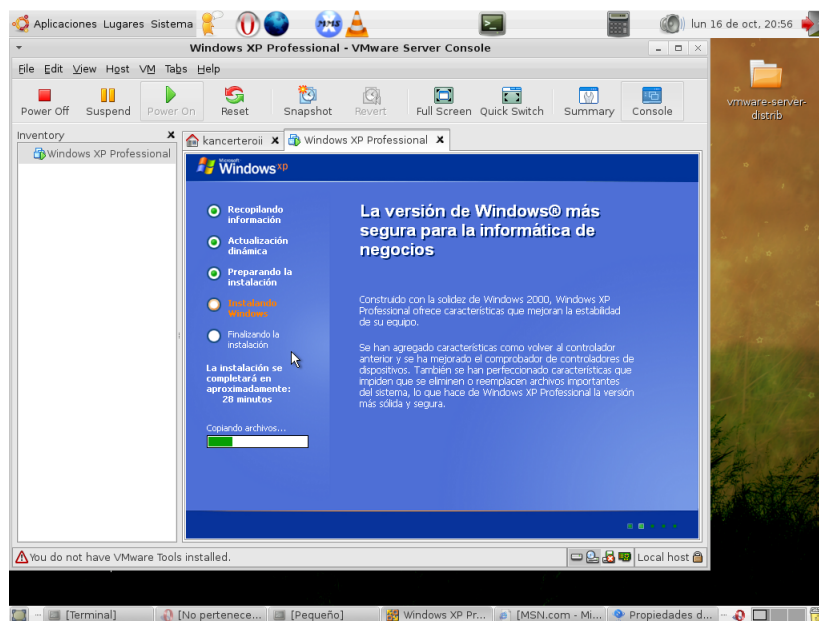 Aplicaciones Lugares Sistema
lun 16 de oct, 20:56
Windows XP Professional - VMware Server Console
File Edit View Host VM Tabs Help
Power Off Suspend Power On Reset Snapshot Revert Full Screen Quick Switch Summary Console
vmware-server-
distrib
Inventory
Windows XP Professional
kancerteroii
Windows XP Professional
Microsoft
Windows xp
Recopilando
información
Actualización
dinámica
Preparando la
instalación
Instalando
Windows
Finalizando la
instalación
La instalación se
completará en
aproximadamente:
28 minutos
Copiando archivos...
La versión de Windows® más
segura para la informática de
negocios
Construido con la solidez de Windows 2000, Windows XP
Professional ofrece características que mejoran la estabilidad
de su equipo.
Se han agregado características como volver al controlador
anterior y se ha mejorado el comprobador de controladores de
dispositivos. También se han perfeccionado características que
impiden que se eliminen o reemplacen archivos importantes
del sistema, lo que hace de Windows XP Professional la versión
más sólida y segura.
You do not have VMware Tools installed.
Local host
[Terminal] [No pertenece... [Pequeño] Windows XP Pr... [MSN.com - Mi... Propiedades d...